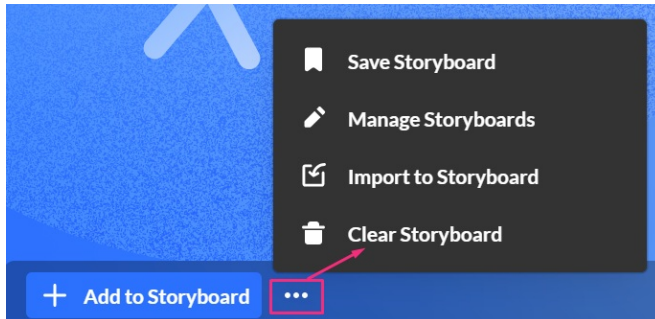 Save Storyboard
Manage Storyboards
Import to Storyboard
Clear Storyboard
+ Add to Storyboard ...